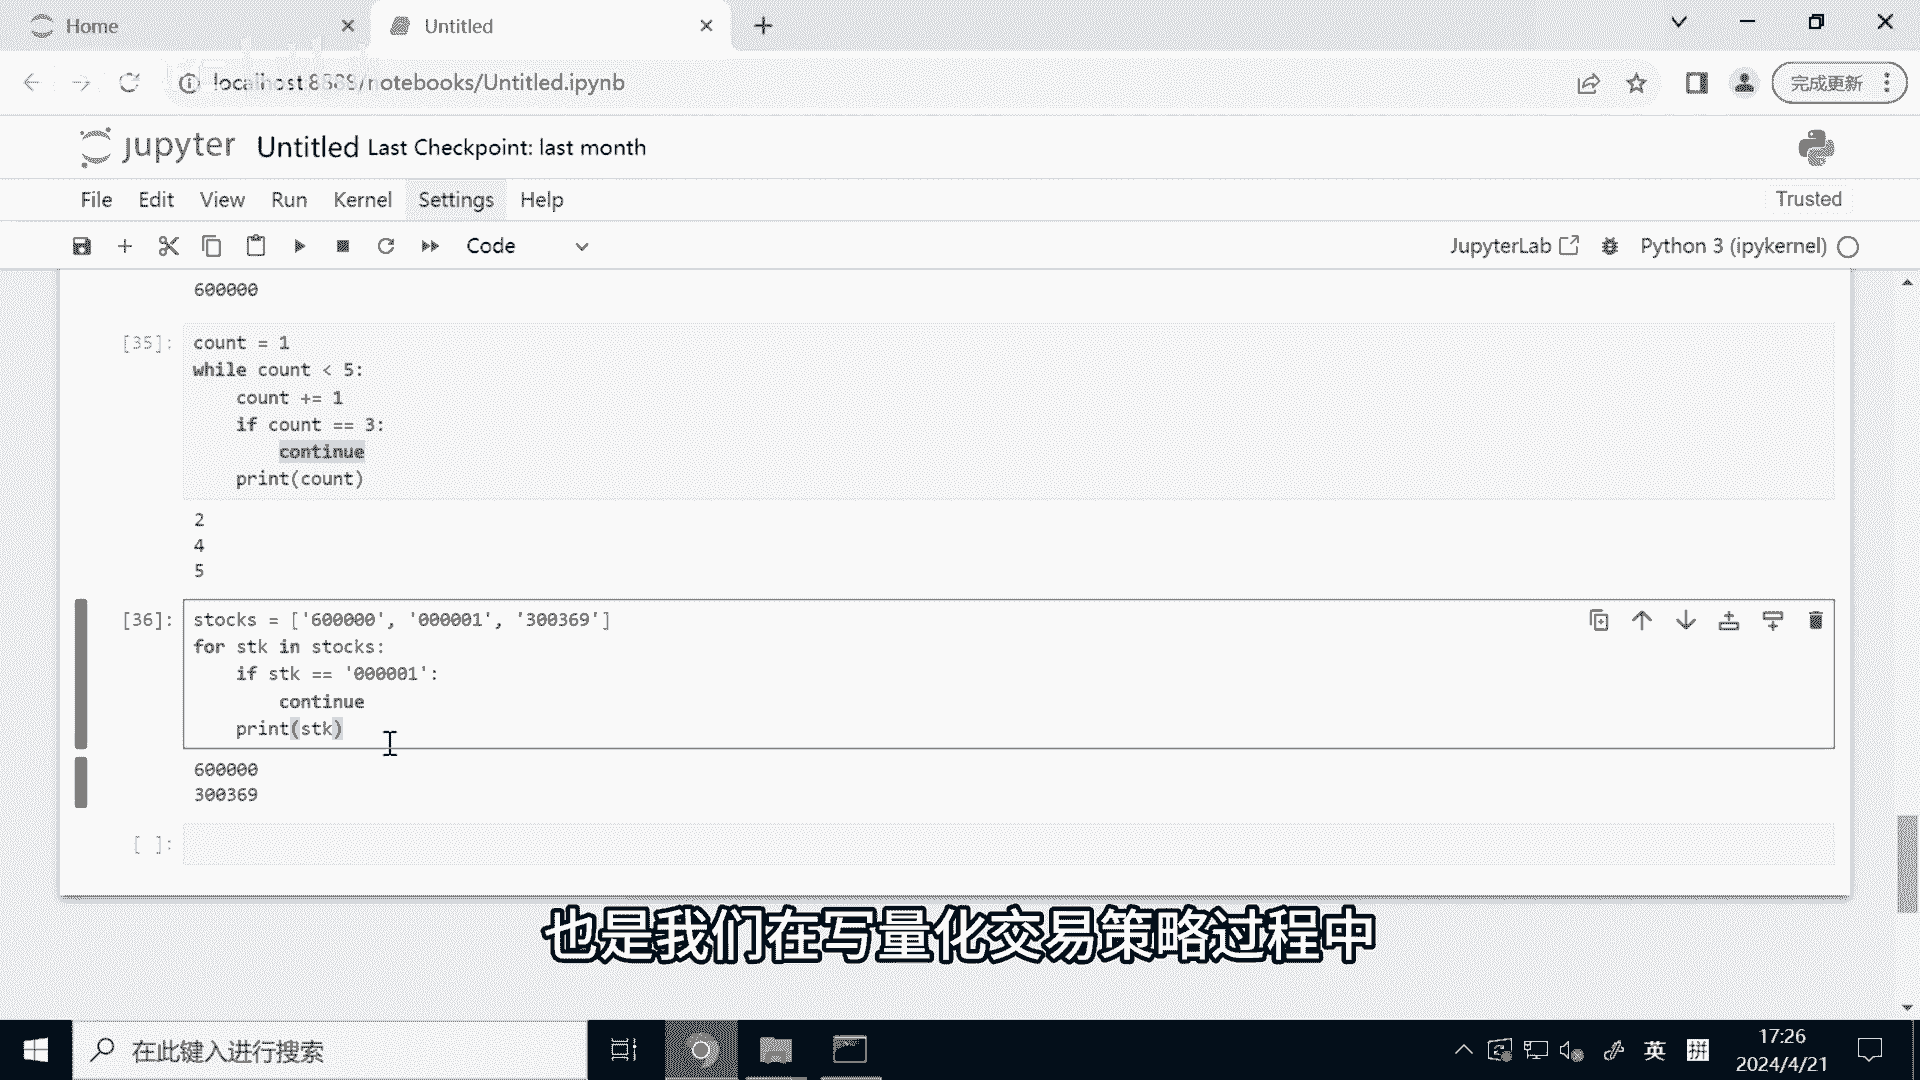 Home
Untitled
localhost:8888/notebooks/Untitled.ipynb
完成更新
jupyter Untitled Last Checkpoint: last month
File Edit View Run Kernel Settings Help
Trusted
Code
JupyterLab
Python 3 (ipykernel)
600000
[35]: count = 1
while count < 5:
    count += 1
    if count == 3:
        continue
    print(count)
2
4
5
[36]: stocks = ['600000', '000001', '300369']
for stk in stocks:
    if stk == '000001':
        continue
    print(stk)
600000
300369
[ ]:
也是我们在写量化交易策略过程中
在此键入进行搜索
英
拼
17:26
2024/4/21